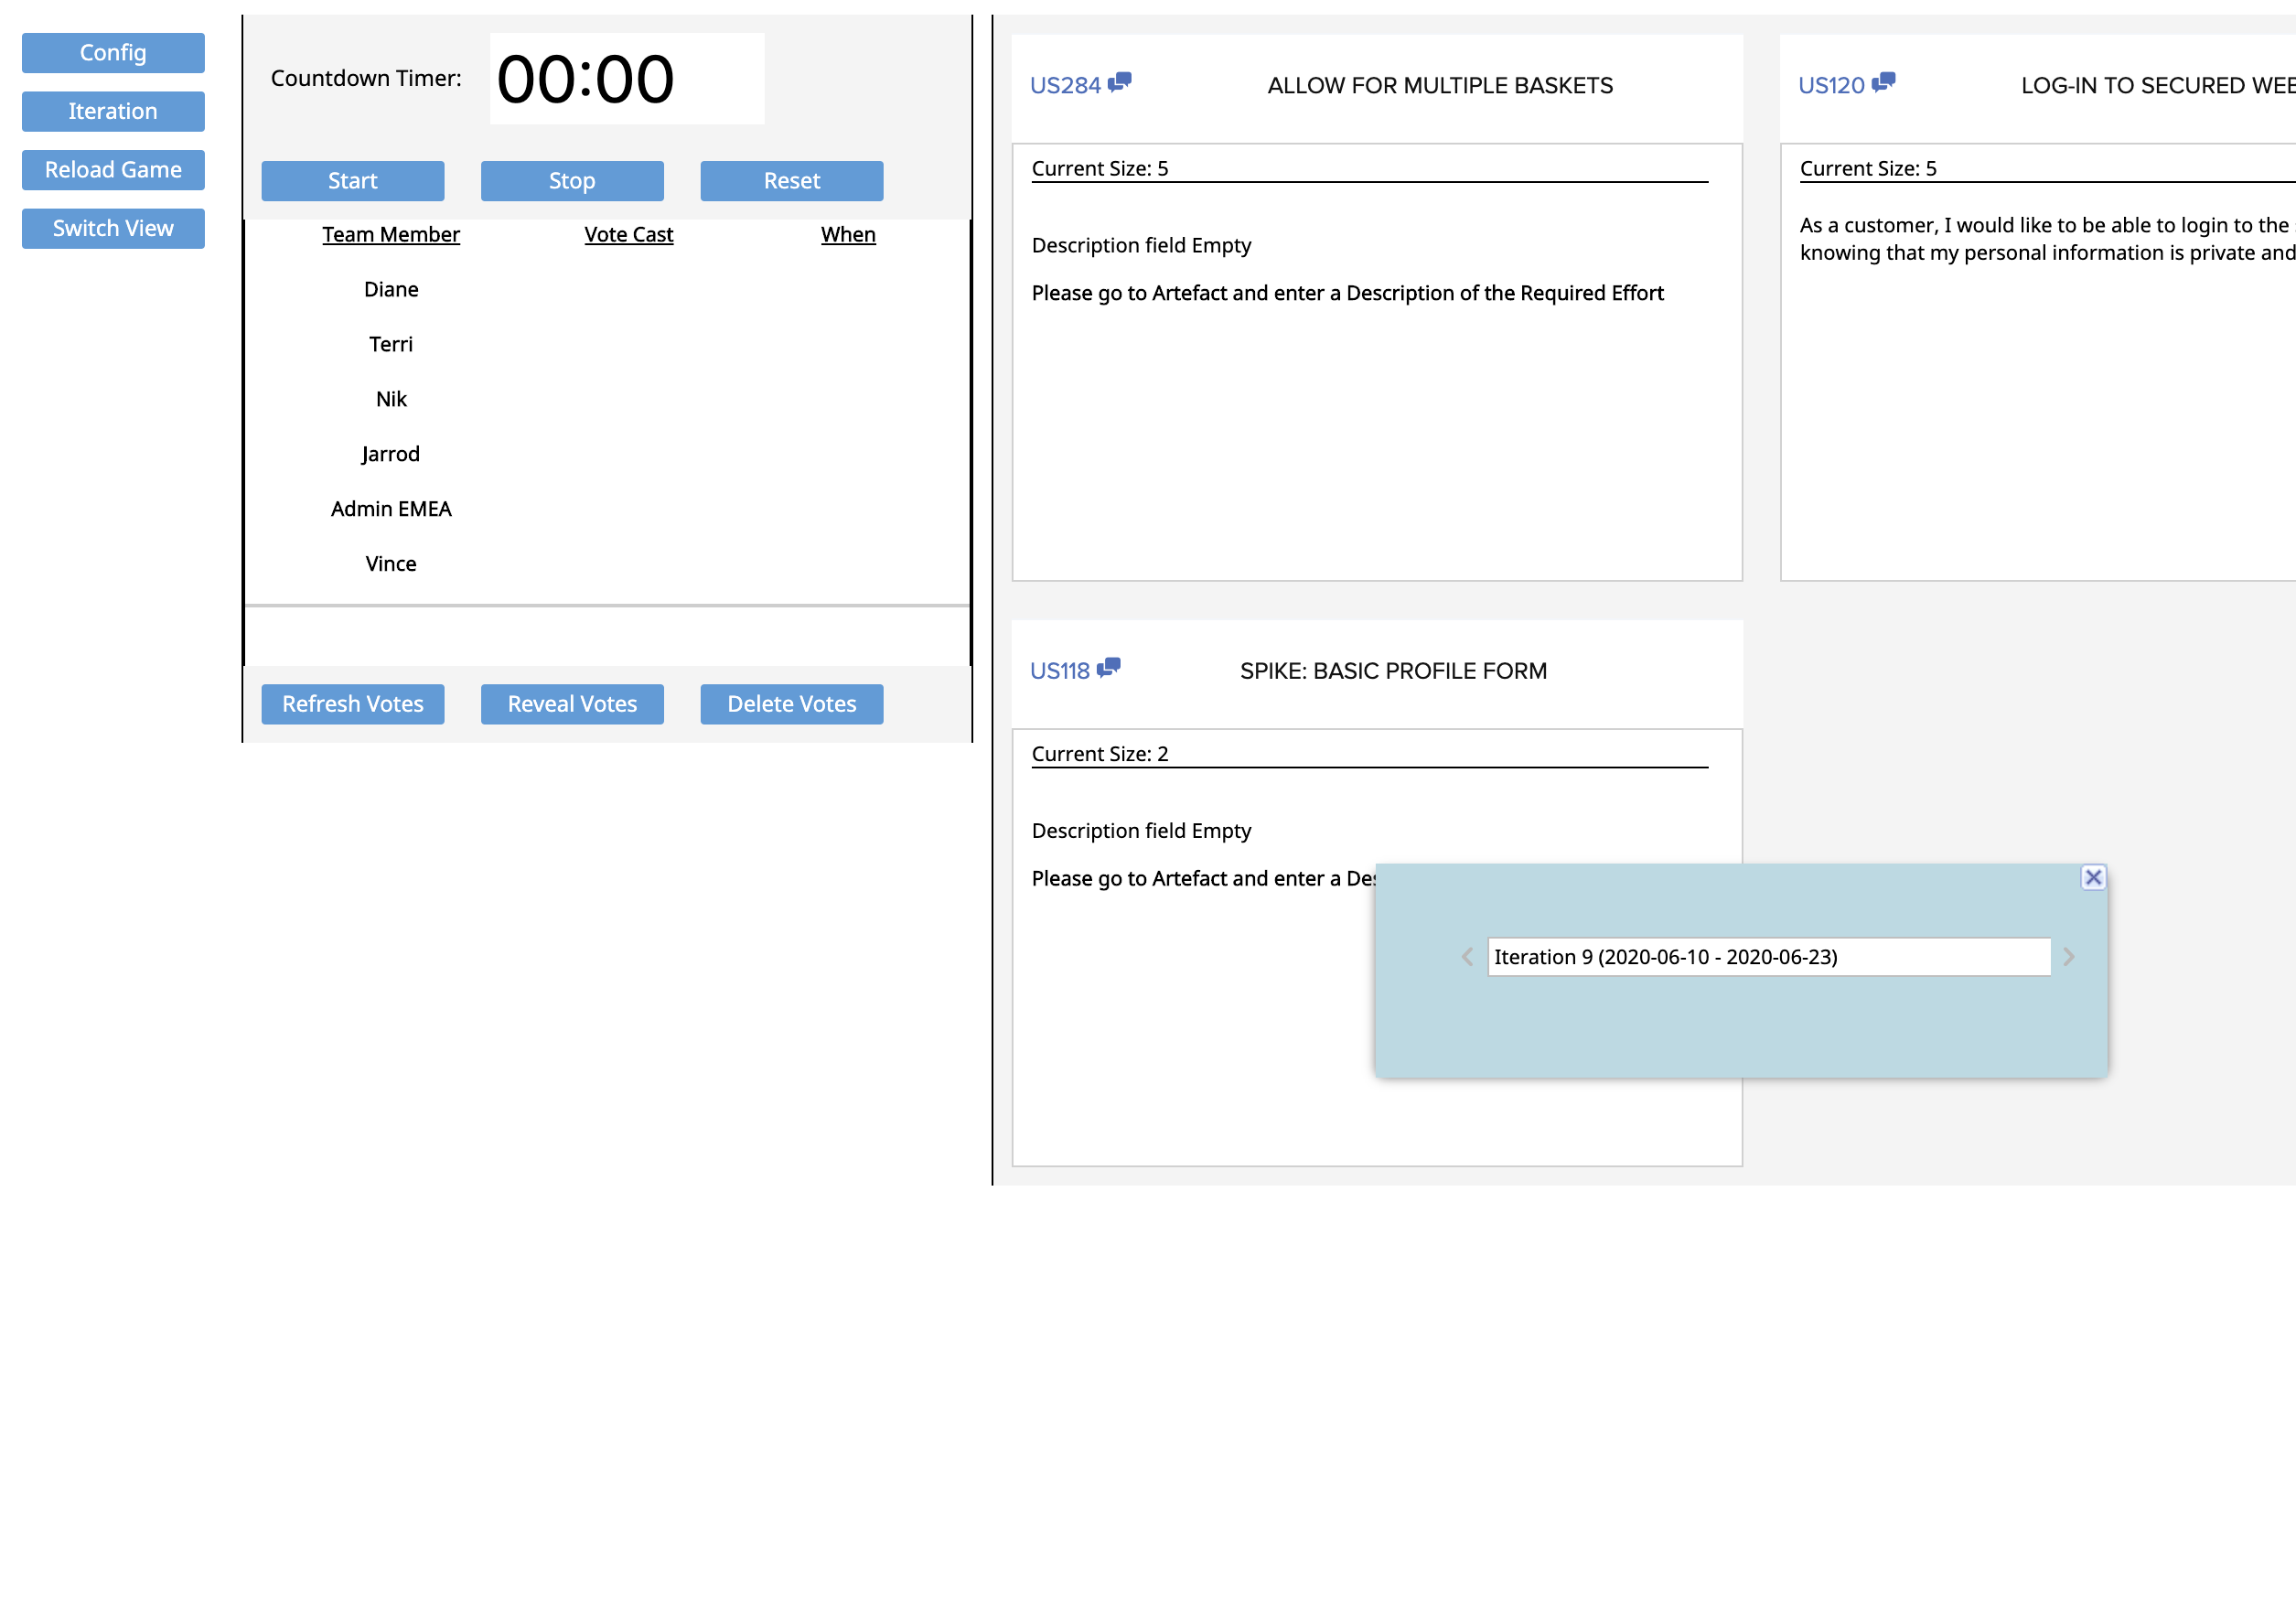 Config
Iteration
Reload Game
Switch View
Countdown Timer: 00:00
Start Stop Reset
Team Member Vote Cast When
Diane
Terri
Nik
Jarrod
Admin EMEA
Vince
Refresh Votes Reveal Votes Delete Votes
US284 ALLOW FOR MULTIPLE BASKETS
Current Size: 5
Description field Empty
Please go to Artefact and enter a Description of the Required Effort
US120 LOG-IN TO SECURED
Current Size: 5
As a customer, I would like to be able to login to the
knowing that my personal information is private and
US118 SPIKE: BASIC PROFILE FORM
Current Size: 2
Description field Empty
Please go to Artefact and enter a
Iteration 9 (2020-06-10 - 2020-06-23)